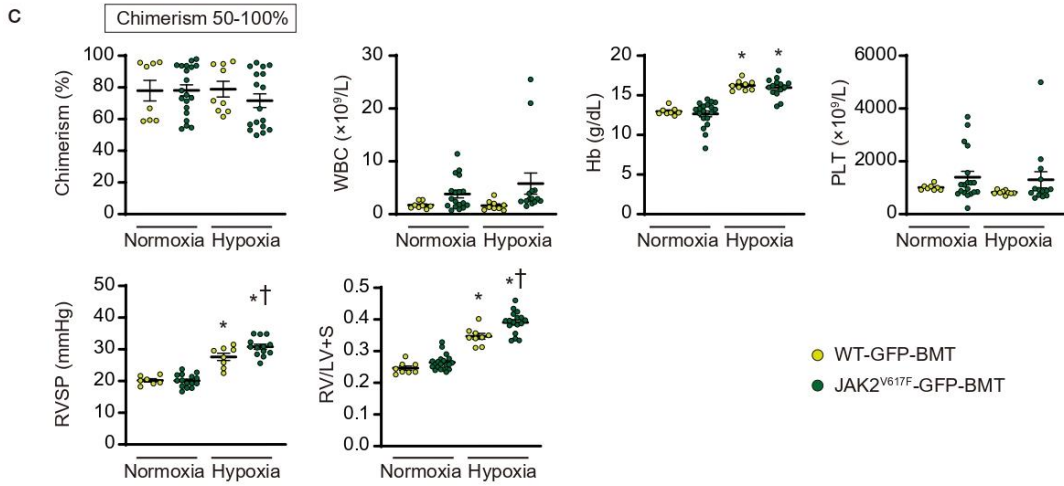 c
Chimerism 50-100%
Chimerism (%)
100
80
60
40
20
0
Normoxia Hypoxia
WBC (×10⁹/L)
30
20
10
0
Normoxia Hypoxia
Hb (g/dL)
20
15
10
5
0
* *
Normoxia Hypoxia
PLT (×10⁹/L)
6000
4000
2000
1000
0
Normoxia Hypoxia
RVSP (mmHg)
50
40
30
20
10
0
* *†
Normoxia Hypoxia
RV/LV+S
0.5
0.4
0.3
0.2
0.1
0.0
* *†
Normoxia Hypoxia
WT-GFP-BMT
JAK2ⱽ⁶¹⁷ᶠ-GFP-BMT